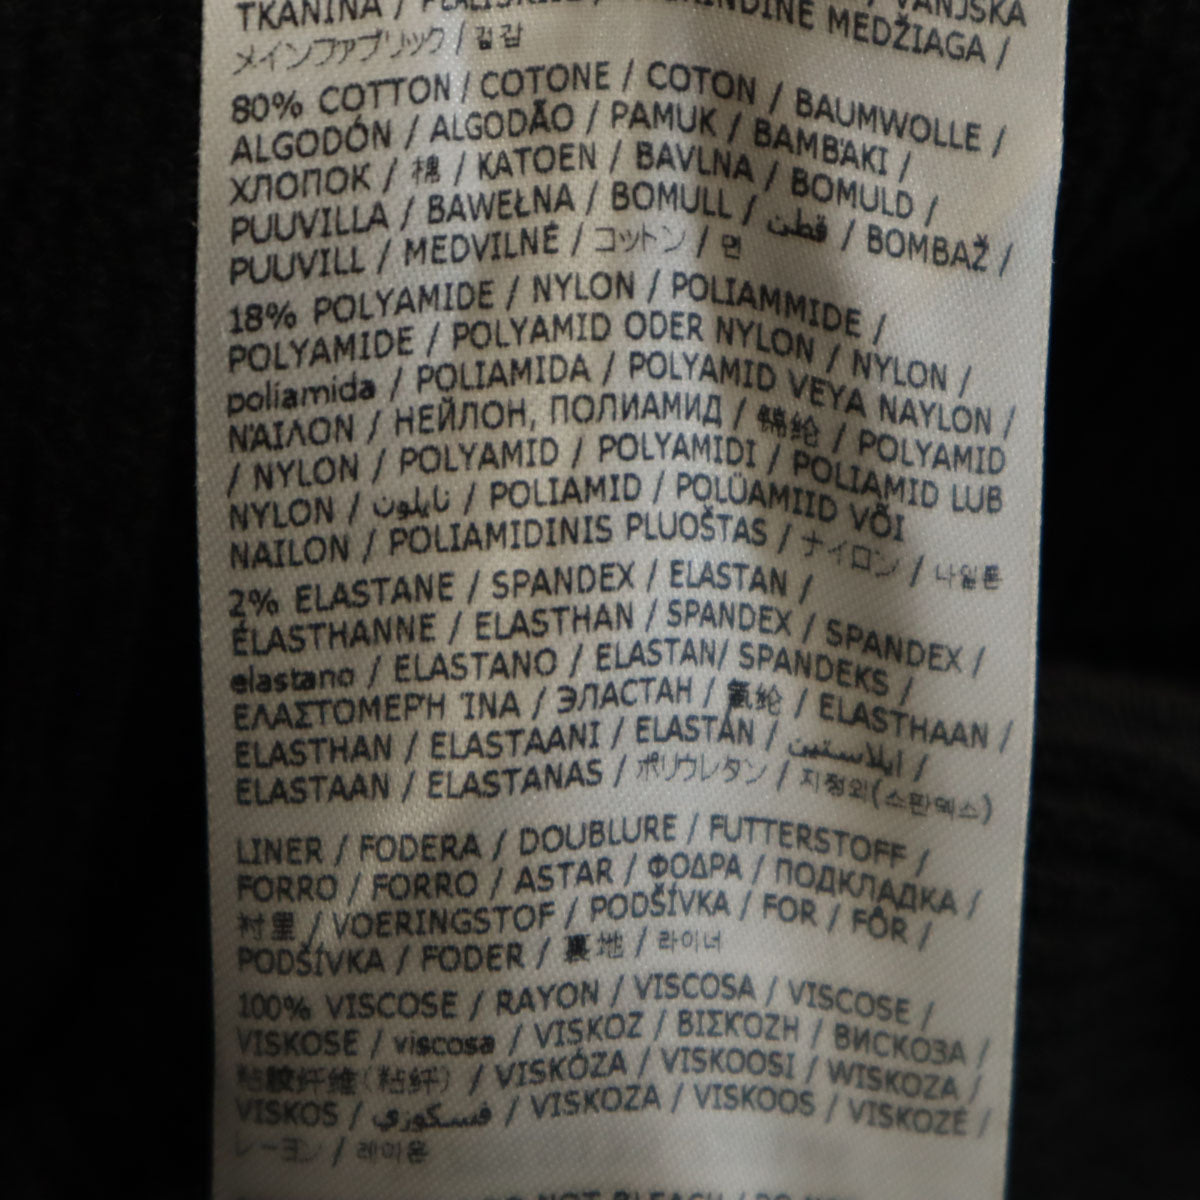 TKANINA / MEDŽIAGA / VANJSKA
メインファブリック / 겉감
80% COTTON / COTONE / COTON / BAUMWOLLE /
ALGODÓN / ALGODÃO / PAMUK / ΒΑΜΒΆΚΙ /
ХЛОПОК / 棉 / KATOEN / BAVLNA / BOMULD /
PUUVILLA / BAWEŁNA / BOMULL / قطن / BOMBAŽ /
PUUVILL / MEDVILNĖ / コットン / 면
18% POLYAMIDE / NYLON / POLIAMMIDE /
POLYAMIDE / POLYAMID ODER NYLON / NYLON /
poliamida / POLIAMIDA / POLYAMID VEYA NAYLON /
ΝΆΙΛΟΝ / НЕЙЛОН, ПОЛИАМИД / 锦纶 / POLYAMID
/ NYLON / POLYAMID / POLYAMIDI / POLIAMID LUB
NYLON / نايلون / POLIAMID / POLÜAMIID VÕI
NAILON / POLIAMIDINIS PLUOŠTAS / ナイロン / 나일론
2% ELASTANE / SPANDEX / ELASTAN /
ÉLASTHANNE / ELASTHAN / SPANDEX / SPANDEX /
elastano / ELASTANO / ELASTAN/ SPANDEKS /
ΕΛΑΣΤΟΜΕΡΉ ΊΝΑ / ЭЛАСТАН / 氨纶 / ELASTHAAN /
ELASTHAN / ELASTAANI / ELASTAN / ايلاستين /
ELASTAAN / ELASTANAS / ポリウレタン / 지정외(스판덱스)
LINER / FODERA / DOUBLURE / FUTTERSTOFF /
FORRO / FORRO / ASTAR / ΦΟΔΡΑ / ПОДКЛАДКА /
衬里 / VOERINGSTOF / PODŠÍVKA / FOR / FÔR /
PODŠÍVKA / FODER / 裏地 / 라이너
100% VISCOSE / RAYON / VISCOSA / VISCOSE /
VISKOSE / viscosa / VISKOZ / ΒΙΣΚΟΖΗ / ВИСКОЗА /
粘胶纤维(粘纤) / VISKÓZA / VISKOOSI / WISKOZA /
VISKOS / فسكوزي / VISKOZA / VISKOOS / VISKOZĖ /
レーヨン / 레이온
NOT BLEACH /